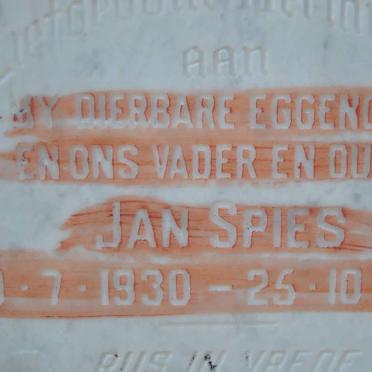 AAN
MY DIERBARE EGGENO
EN ONS VADER EN OU
JAN SPIES
· 7 · 1930 – 25 · 10
RUS IN VREDE